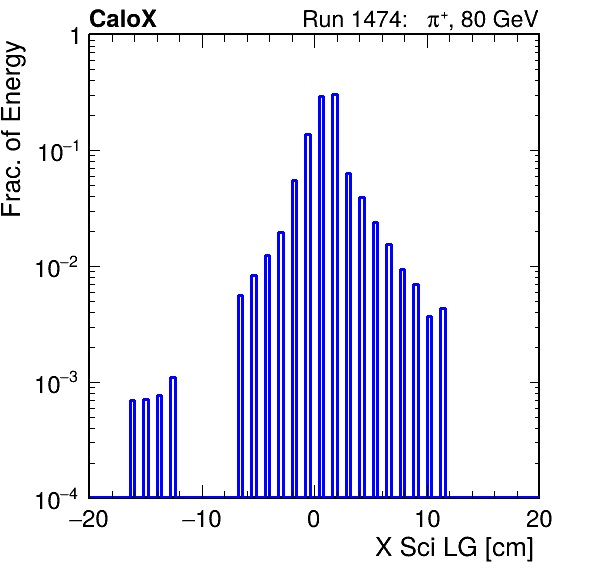 CaloX Run 1474: π⁺, 80 GeV
Frac. of Energy
1
10⁻¹
10⁻²
10⁻³
10⁻⁴
−20 −10 0 10 20
X Sci LG [cm]